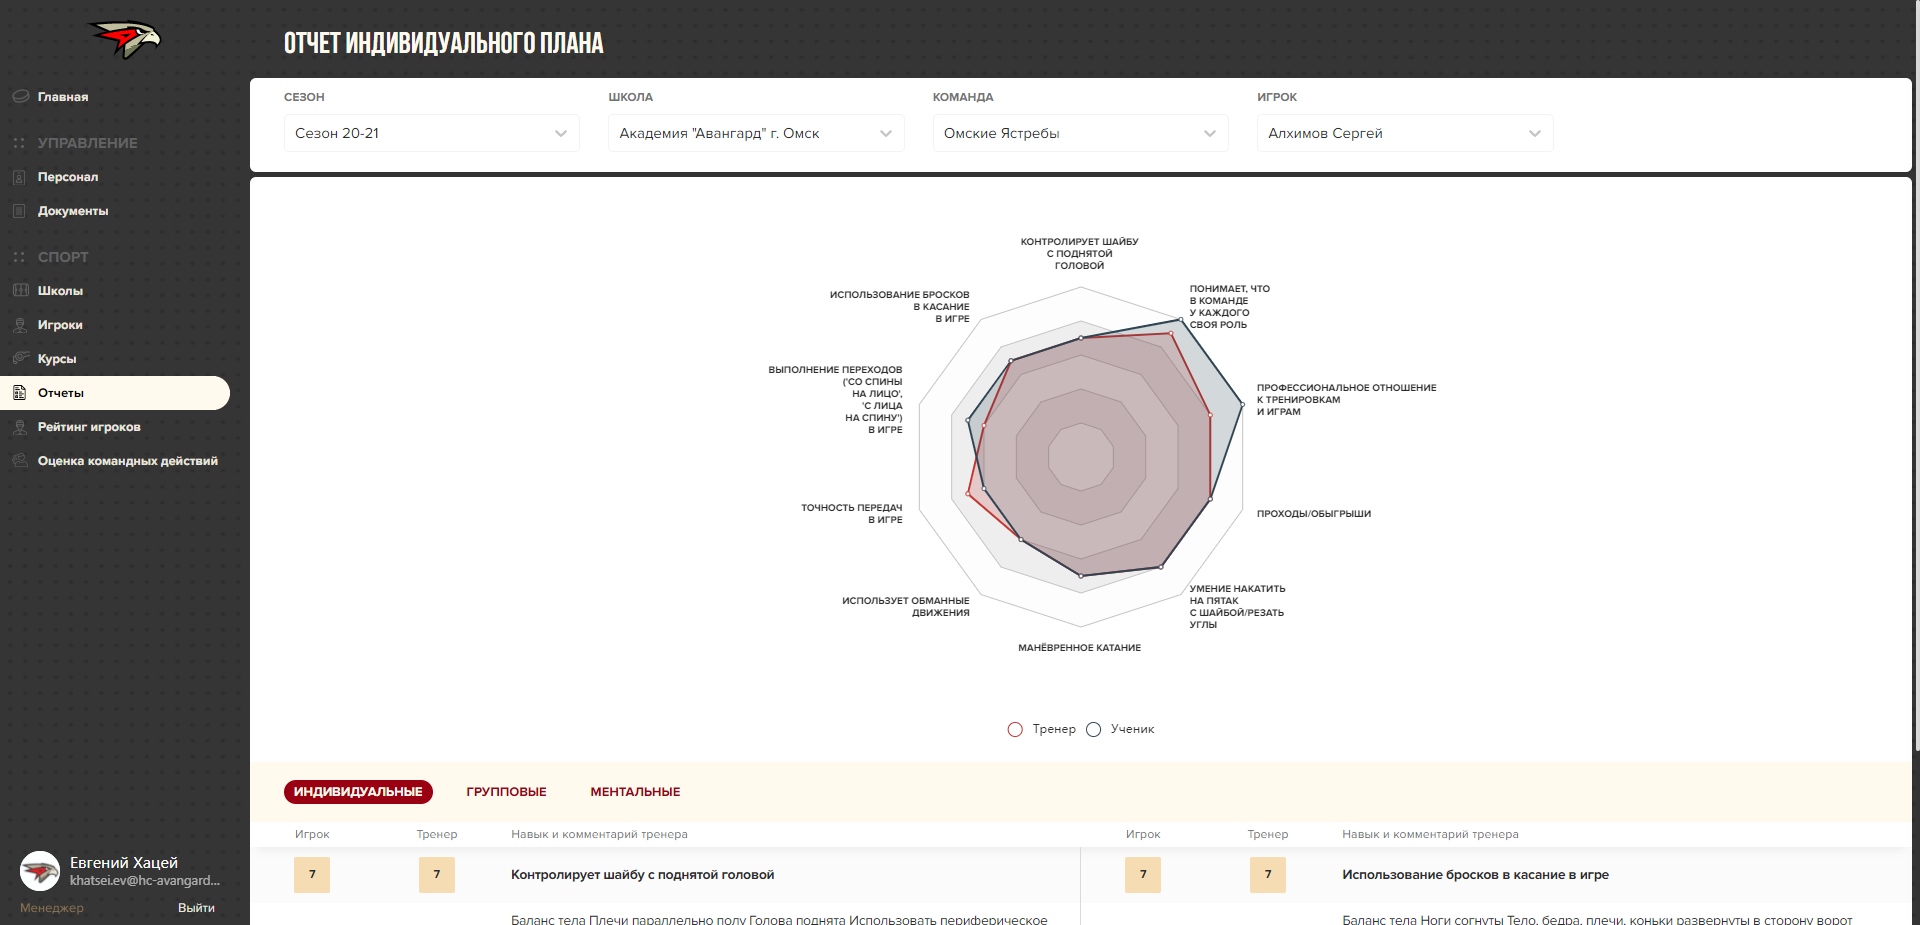 ОТЧЕТ ИНДИВИДУАЛЬНОГО ПЛАНА
Главная
УПРАВЛЕНИЕ
Персонал
Документы
СПОРТ
Школы
Игроки
Курсы
Отчеты
Рейтинг игроков
Оценка командных действий
Евгений Хацей
khatsei.ev@hc-avangard...
Менеджер
Выйти
СЕЗОН
Сезон 20-21
ШКОЛА
Академия "Авангард" г. Омск
КОМАНДА
Омские Ястребы
ИГРОК
Алхимов Сергей
КОНТРОЛИРУЕТ ШАЙБУ
С ПОДНЯТОЙ
ГОЛОВОЙ
ПОНИМАЕТ, ЧТО
В КОМАНДЕ
У КАЖДОГО
СВОЯ РОЛЬ
ПРОФЕССИОНАЛЬНОЕ ОТНОШЕНИЕ
К ТРЕНИРОВКАМ
И ИГРАМ
ПРОХОДЫ/ОБЫГРЫШИ
УМЕНИЕ НАКАТИТЬ
НА ПЯТАК
С ШАЙБОЙ/РЕЗАТЬ
УГЛЫ
МАНЁВРЕННОЕ КАТАНИЕ
ИСПОЛЬЗУЕТ ОБМАННЫЕ
ДВИЖЕНИЯ
ТОЧНОСТЬ ПЕРЕДАЧ
В ИГРЕ
ВЫПОЛНЕНИЕ ПЕРЕХОДОВ
('СО СПИНЫ
НА ЛИЦО',
'С ЛИЦА
НА СПИНУ')
В ИГРЕ
ИСПОЛЬЗОВАНИЕ БРОСКОВ
В КАСАНИЕ
В ИГРЕ
Тренер Ученик
ИНДИВИДУАЛЬНЫЕ ГРУППОВЫЕ МЕНТАЛЬНЫЕ
Игрок Тренер Навык и комментарий тренера
7 7 Контролирует шайбу с поднятой головой
Баланс тела Плечи параллельно полу Голова поднята Использовать периферическое
Игрок Тренер Навык и комментарий тренера
7 7 Использование бросков в касание в игре
Баланс тела Ноги согнуты Тело, бедра, плечи, коньки развернуты в сторону ворот